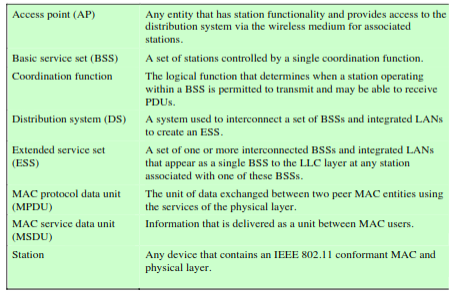 Access point (AP) Any entity that has station functionality and provides access to the
distribution system via the wireless medium for associated
stations.
Basic service set (BSS) A set of stations controlled by a single coordination function.
Coordination function The logical function that determines when a station operating
within a BSS is permitted to transmit and may be able to receive
PDUs.
Distribution system (DS) A system used to interconnect a set of BSSs and integrated LANs
to create an ESS.
Extended service set A set of one or more interconnected BSSs and integrated LANs
(ESS) that appear as a single BSS to the LLC layer at any station
associated with one of these BSSs.
MAC protocol data unit The unit of data exchanged between two peer MAC entities using
(MPDU) the services of the physical layer.
MAC service data unit Information that is delivered as a unit between MAC users.
(MSDU)
Station Any device that contains an IEEE 802.11 conformant MAC and
physical layer.